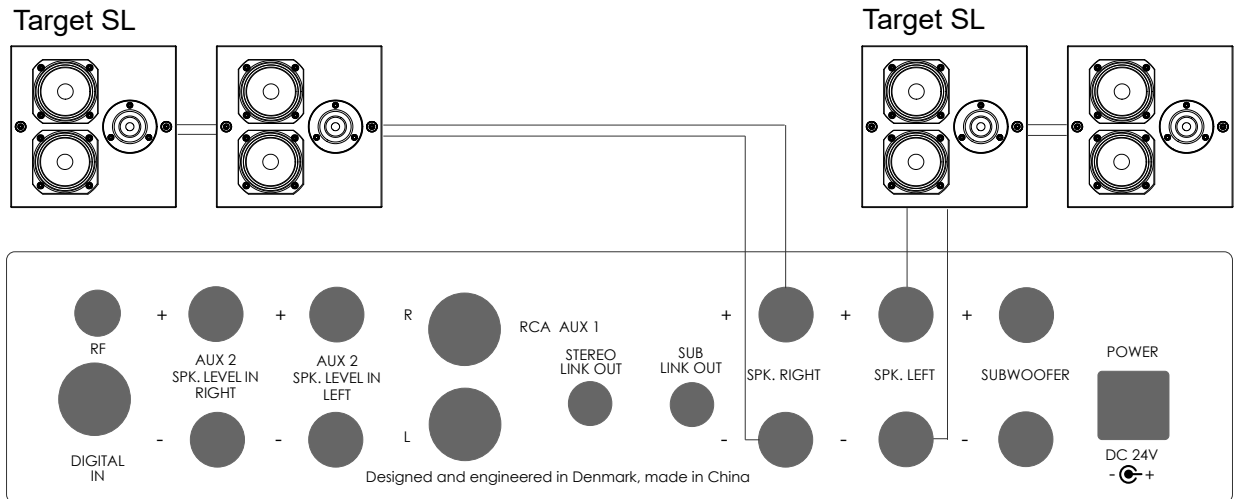 Target SL
Target SL
RF
+
+
R
RCA AUX 1
+
+
+
AUX 2
SPK. LEVEL IN
RIGHT
AUX 2
SPK. LEVEL IN
LEFT
STEREO
LINK OUT
SUB
LINK OUT
SPK. RIGHT
SPK. LEFT
SUBWOOFER
POWER
DIGITAL
IN
-
-
L
-
-
-
DC 24V
- +
Designed and engineered in Denmark, made in China